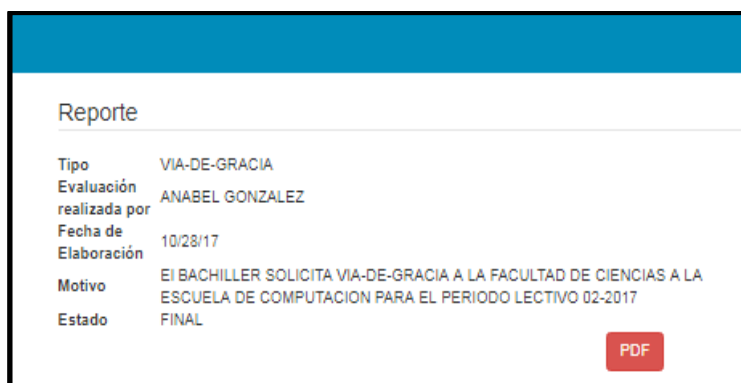 Reporte
Tipo VIA-DE-GRACIA
Evaluación
realizada por ANABEL GONZALEZ
Fecha de
Elaboración 10/28/17
Motivo El BACHILLER SOLICITA VIA-DE-GRACIA A LA FACULTAD DE CIENCIAS A LA
ESCUELA DE COMPUTACION PARA EL PERIODO LECTIVO 02-2017
Estado FINAL
PDF